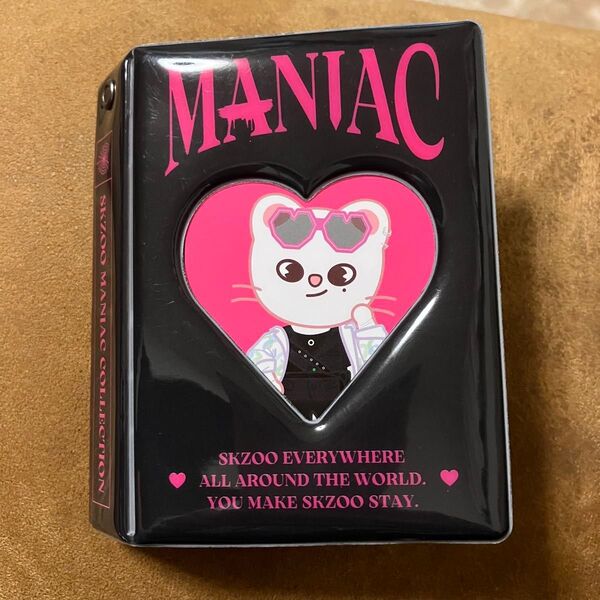 MANIAC
SKZOO MANIAC COLLECTION
SKZOO EVERYWHERE
ALL AROUND THE WORLD.
YOU MAKE SKZOO STAY.